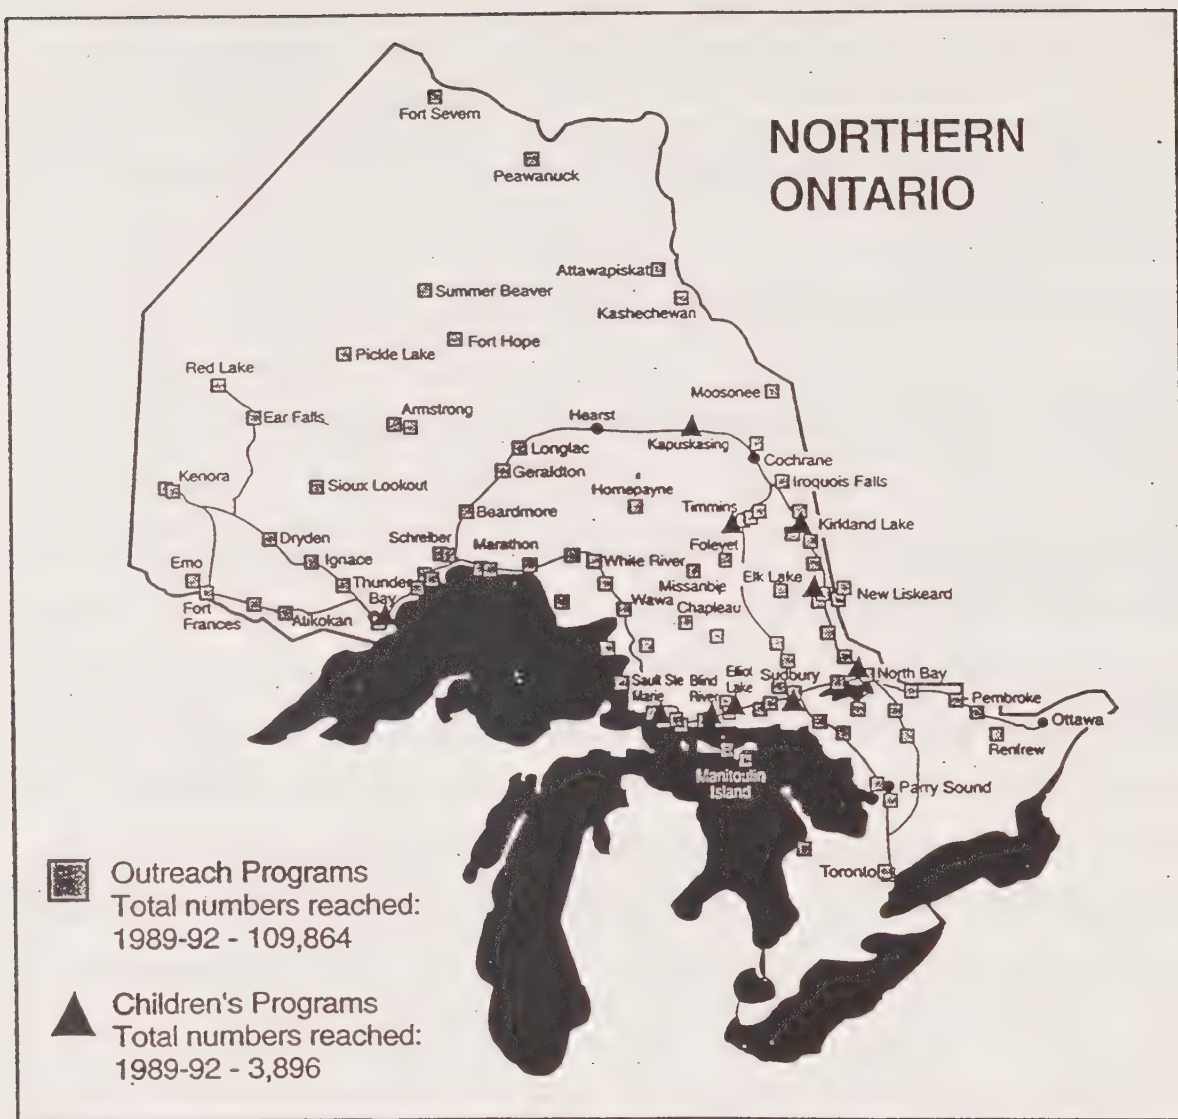 NORTHERN
ONTARIO
Fort Severn
Peawanuck
Attawapiskat
Summer Beaver
Kashechewan
Fort Hope
Pickle Lake
Red Lake
Moosonee
Ear Falls
Armstrong
Hearst
Kapuskasing
Longlac
Cochrane
Geraldton
Kenora
Sioux Lookout
Iroquois Falls
Hornepayne
Beardmore
Timmins
Kirkland Lake
Dryden
Schreiber
Marathon
Foleyet
Ignace
White River
Emo
Missanbie
Elk Lake
Thunder
Bay
New Liskeard
Fort
Frances
Atikokan
Wawa
Chapleau
Sault Ste
Marie
Blind
River
Elliot
Lake
Sudbury
North Bay
Pembroke
Ottawa
Renfrew
Manitoulin
Island
Parry Sound
Toronto
Outreach Programs
Total numbers reached:
1989-92 - 109,864
Children's Programs
Total numbers reached:
1989-92 - 3,896